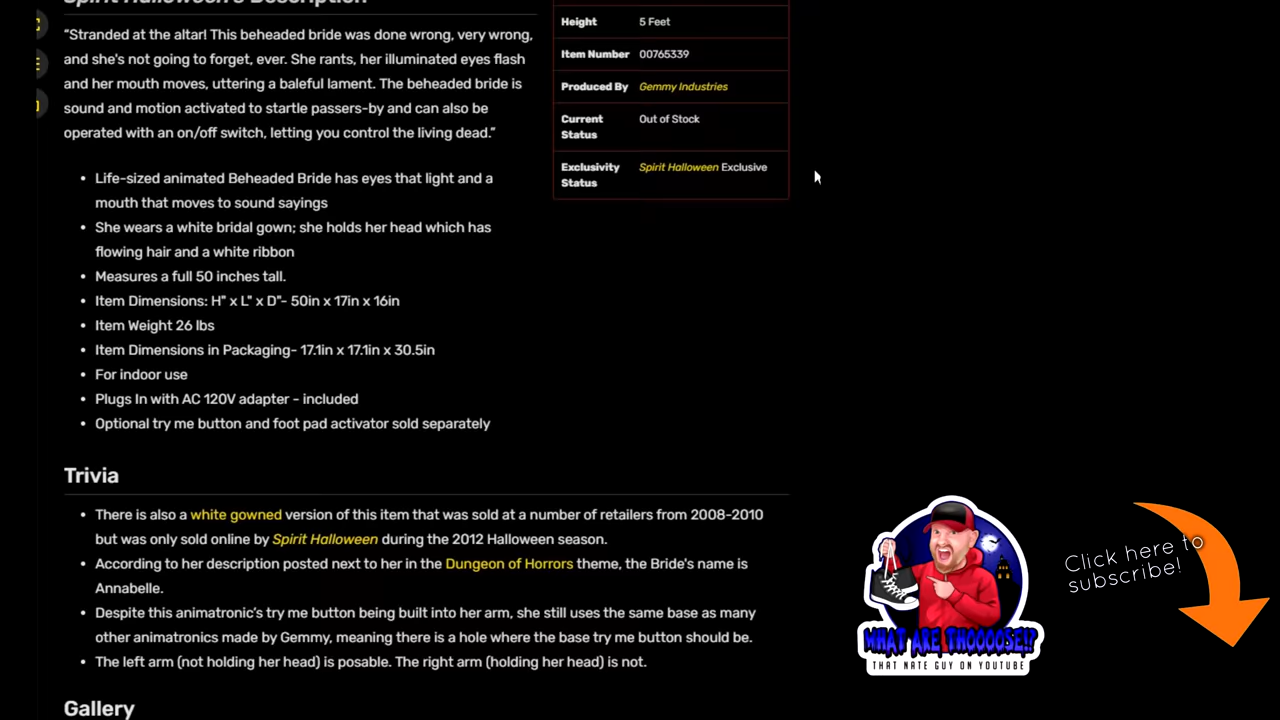 Spirit Halloween's Description
"Stranded at the altar! This beheaded bride was done wrong, very wrong,
and she's not going to forget, ever. She rants, her illuminated eyes flash
and her mouth moves, uttering a baleful lament. The beheaded bride is
sound and motion activated to startle passers-by and can also be
operated with an on/off switch, letting you control the living dead."
• Life-sized animated Beheaded Bride has eyes that light and a
mouth that moves to sound sayings
• She wears a white bridal gown; she holds her head which has
flowing hair and a white ribbon
• Measures a full 50 inches tall.
• Item Dimensions: H" x L" x D"- 50in x 17in x 16in
• Item Weight 26 lbs
• Item Dimensions in Packaging- 17.1in x 17.1in x 30.5in
• For indoor use
• Plugs In with AC 120V adapter - included
• Optional try me button and foot pad activator sold separately
Height 5 Feet
Item Number 00765339
Produced By Gemmy Industries
Current Out of Stock
Status
Exclusivity Spirit Halloween Exclusive
Status
Trivia
• There is also a white gowned version of this item that was sold at a number of retailers from 2008-2010
but was only sold online by Spirit Halloween during the 2012 Halloween season.
• According to her description posted next to her in the Dungeon of Horrors theme, the Bride's name is
Annabelle.
• Despite this animatronic's try me button being built into her arm, she still uses the same base as many
other animatronics made by Gemmy, meaning there is a hole where the base try me button should be.
• The left arm (not holding her head) is posable. The right arm (holding her head) is not.
Gallery
WHAT ARE THOOOOSE!?
THAT NATE GUY ON YOUTUBE
Click here to
subscribe!